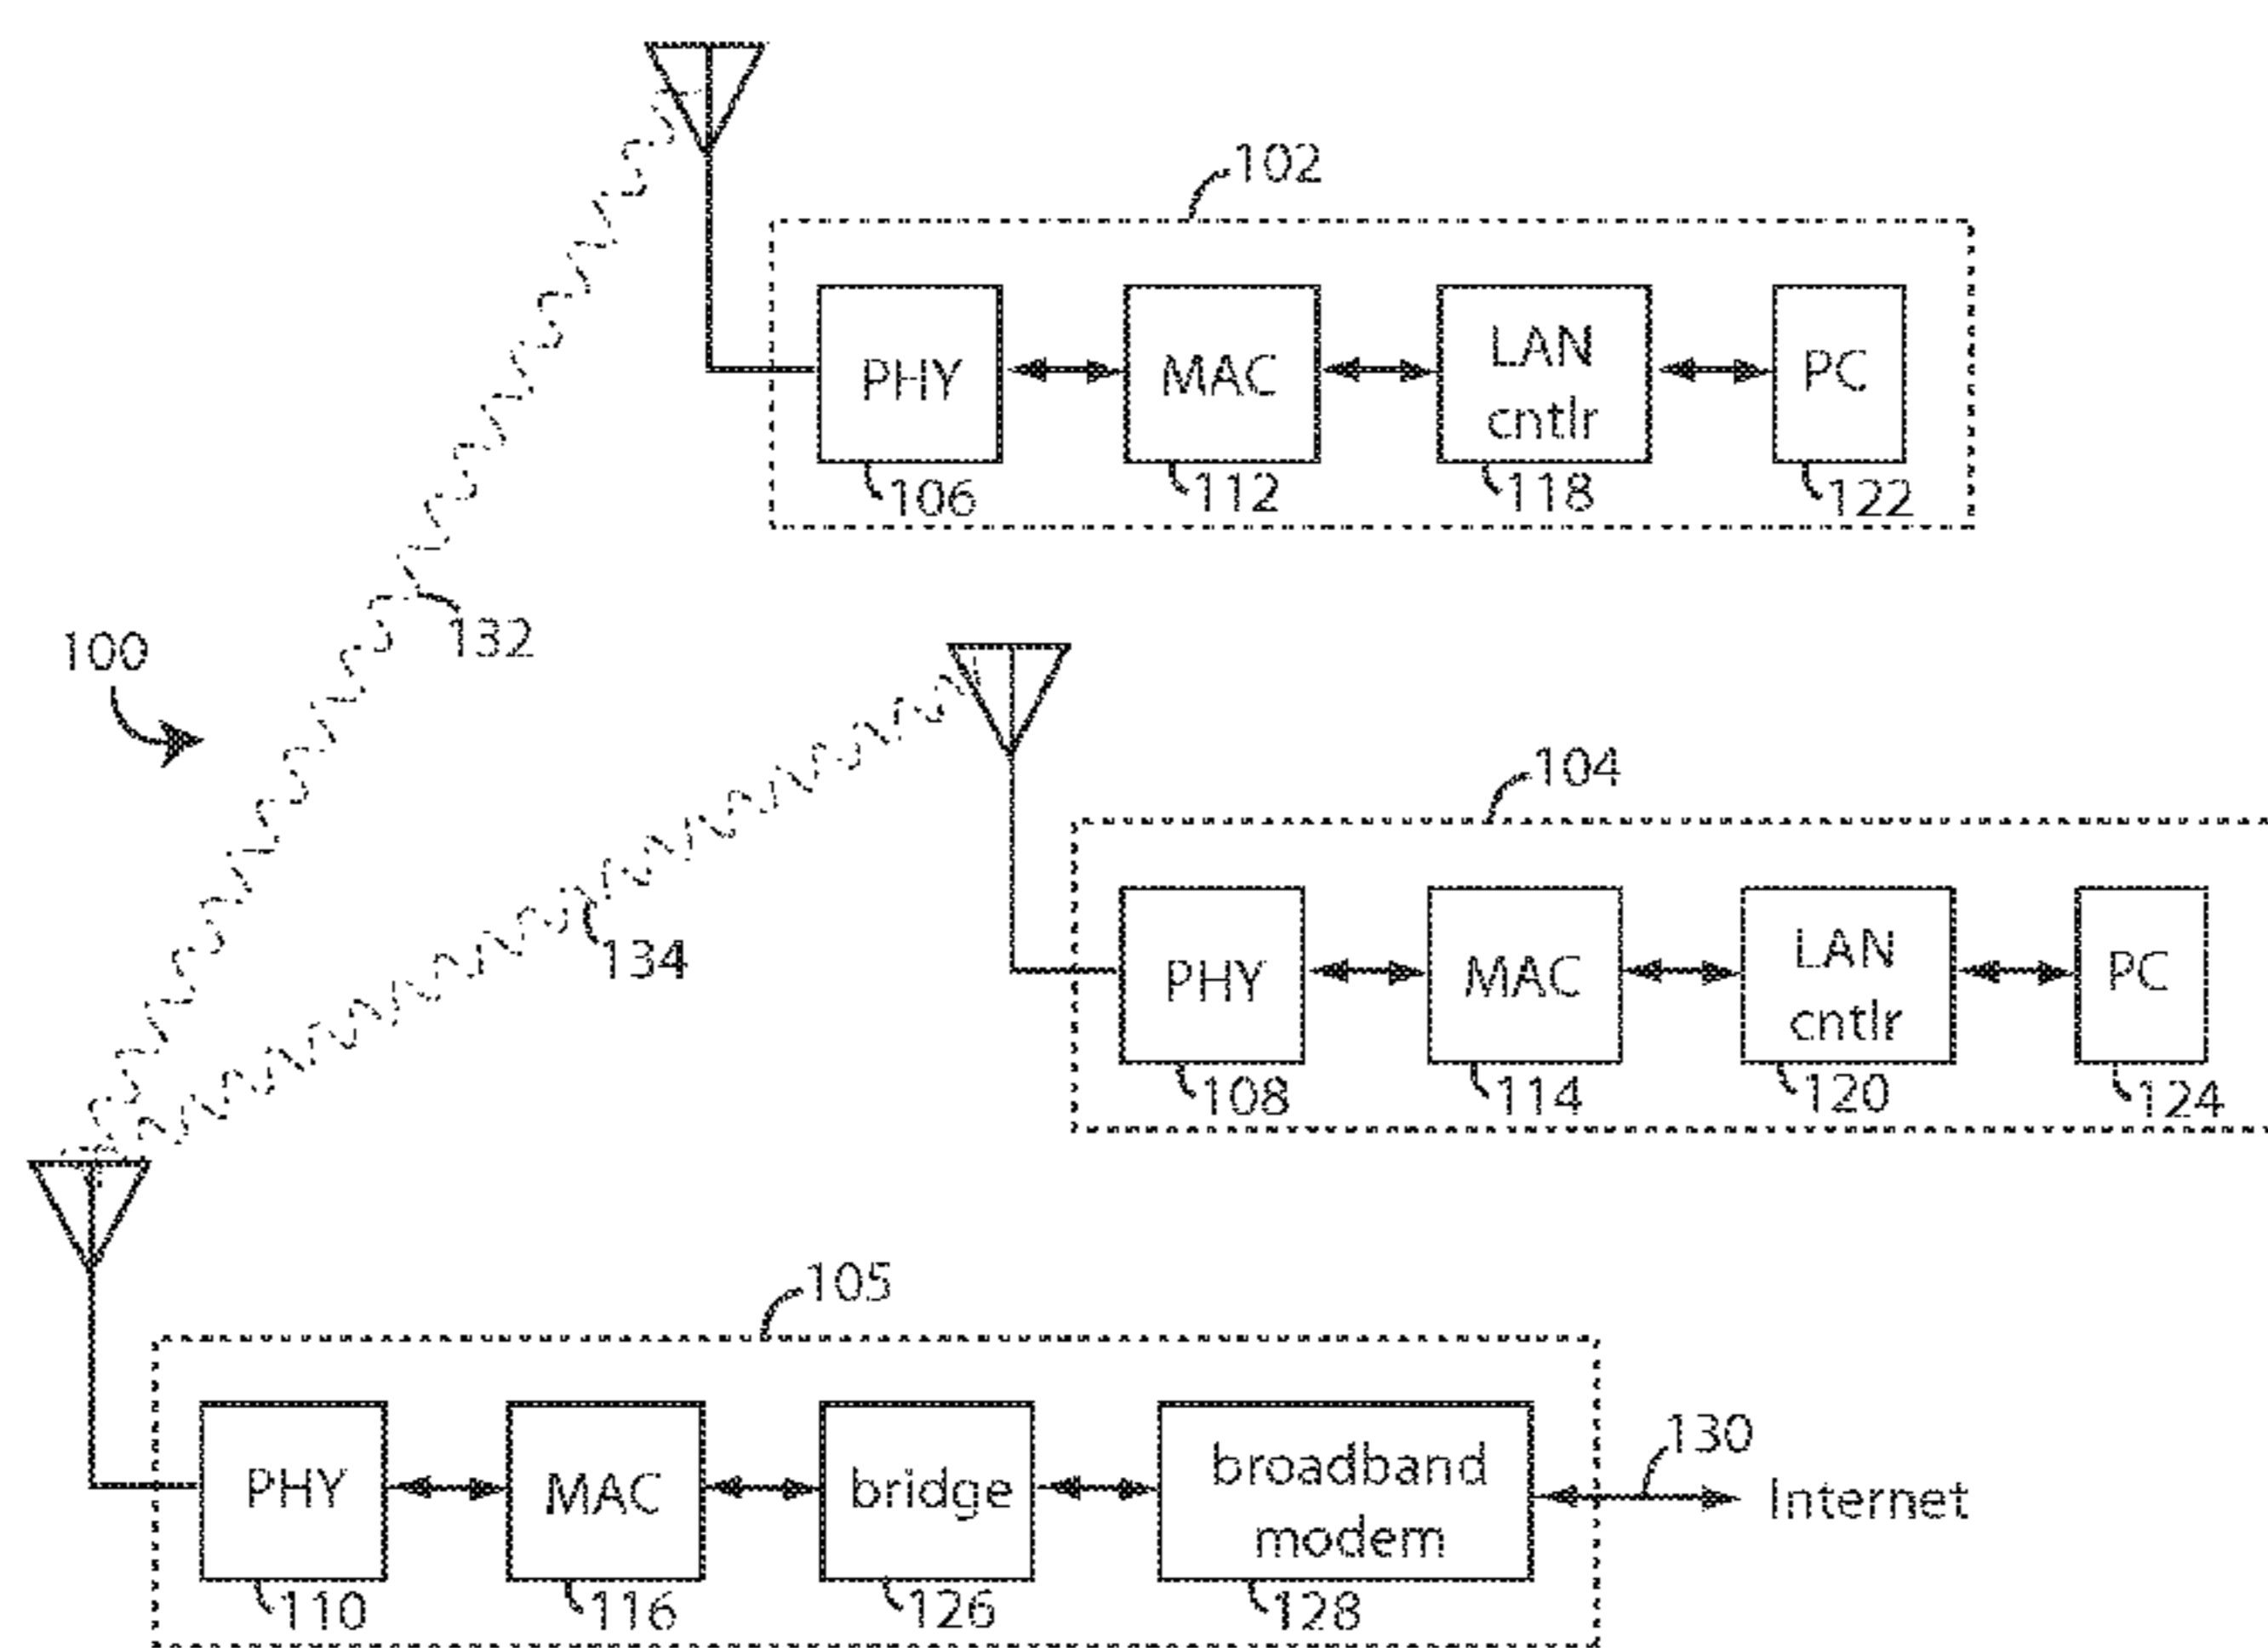 102
PHY
MAC
LAN
cntlr
PC
106
112
118
122
100
132
104
134
PHY
MAC
LAN
cntlr
PC
108
114
120
124
105
130
PHY
MAC
bridge
broadband
modem
Internet
110
116
126
128